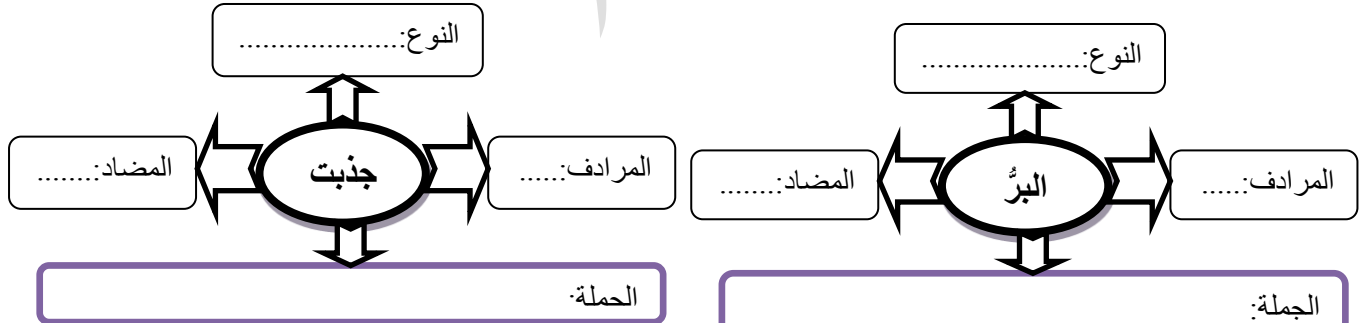 النوع:....................
المرادف:.....
البرُّ
المضاد:.......
الجملة:
النوع:....................
المرادف:.....
جذبت
المضاد:.......
الحملة: